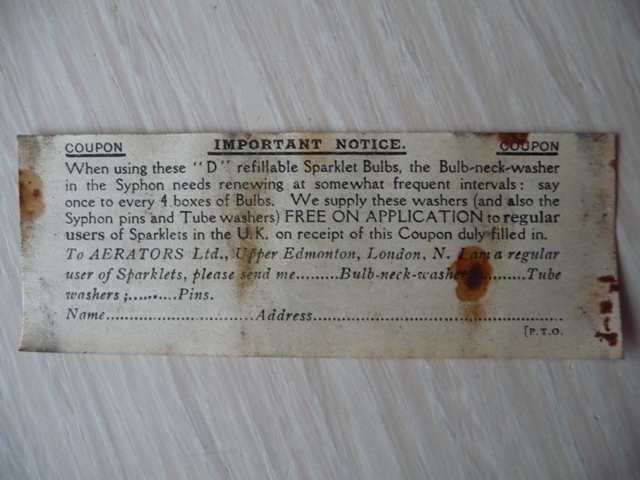 COUPON IMPORTANT NOTICE. COUPON
When using these "D" refillable Sparklet Bulbs, the Bulb-neck-washer
in the Syphon needs renewing at somewhat frequent intervals: say
once to every 4 boxes of Bulbs. We supply these washers (and also the
Syphon pins and Tube washers) FREE ON APPLICATION to regular
users of Sparklets in the U.K. on receipt of this Coupon duly filled in.
To AERATORS Ltd., Upper Edmonton, London, N. I am a regular
user of Sparklets, please send me.........Bulb-neck-washers.........Tube
washers;..........Pins.
Name..............................Address..................................................
[P.T.O.